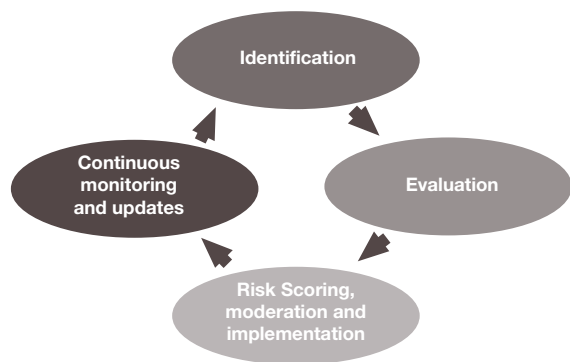 Identification
Evaluation
Risk Scoring,
moderation and
implementation
Continuous
monitoring
and updates